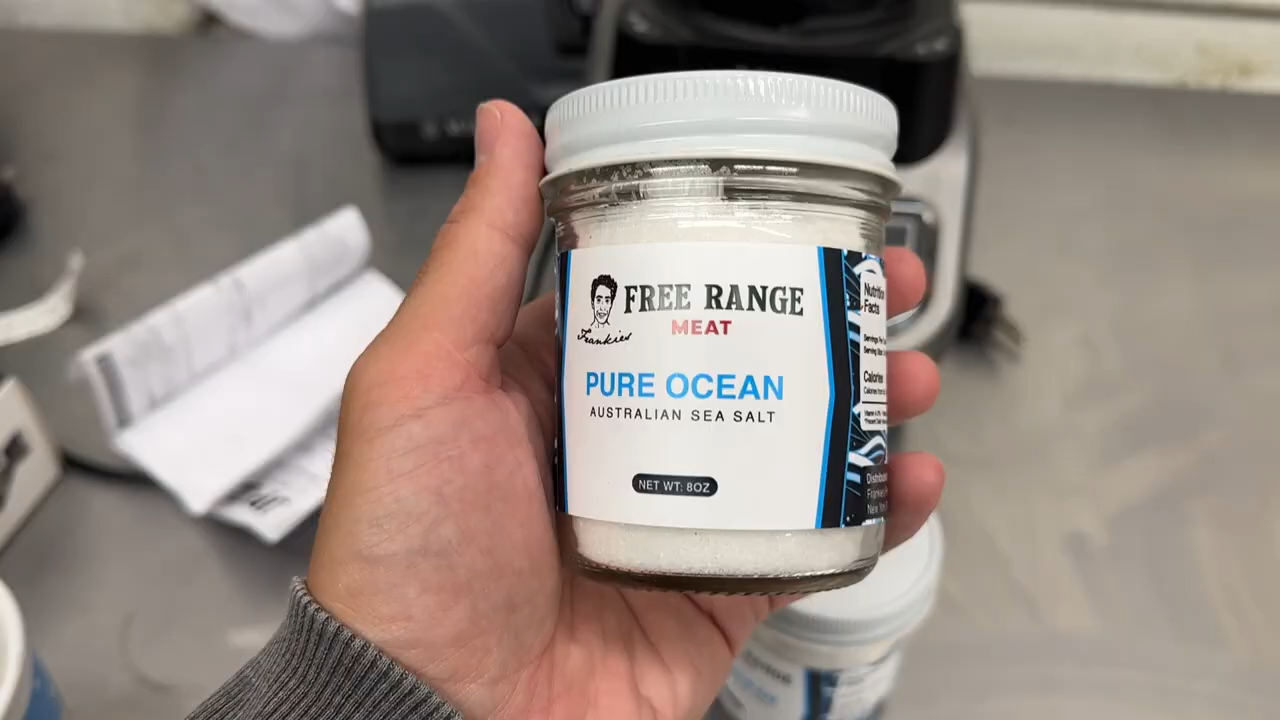 FREE RANGE
MEAT
Frankies
PURE OCEAN
AUSTRALIAN SEA SALT
NET WT: 8OZ
Nutrition
Facts
Calories